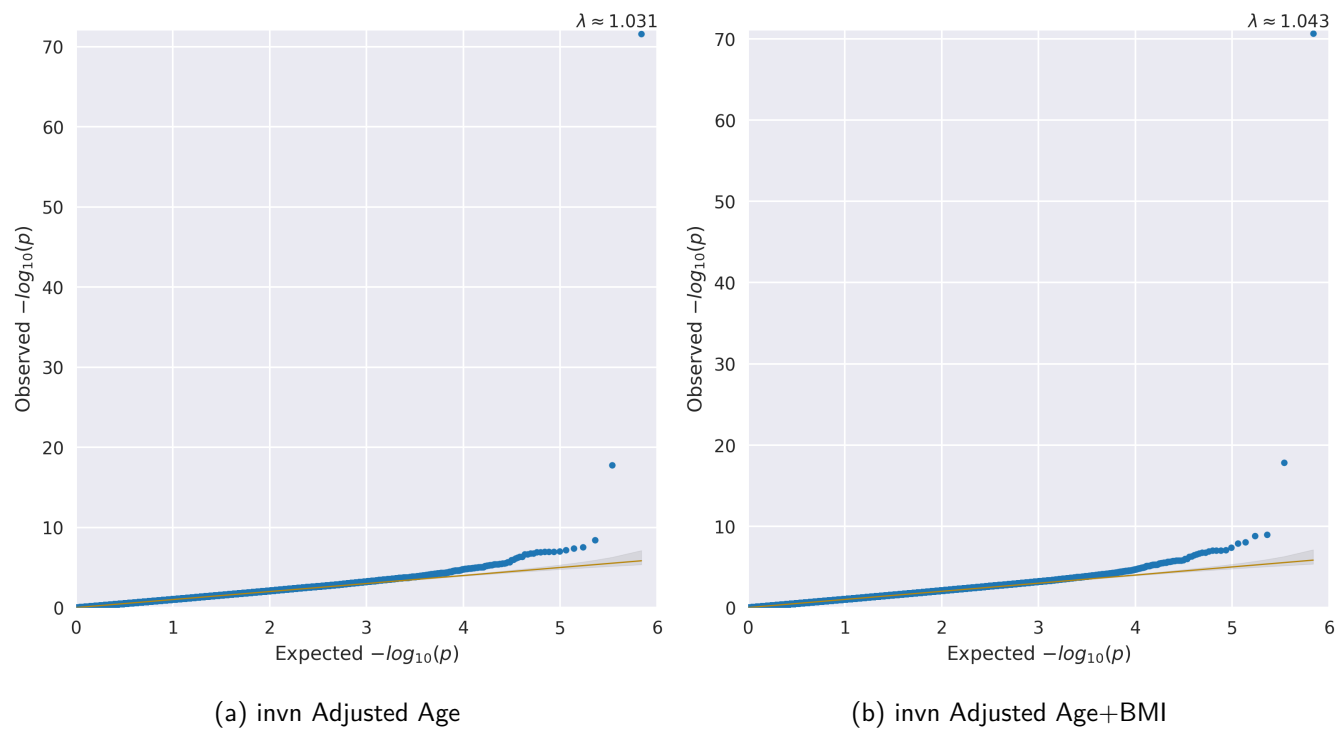 λ ≈ 1.031
70
60
50
40
30
20
10
0
Observed −log₁₀(p)
0 1 2 3 4 5 6
Expected −log₁₀(p)
(a) invn Adjusted Age
λ ≈ 1.043
70
60
50
40
30
20
10
0
Observed −log₁₀(p)
0 1 2 3 4 5 6
Expected −log₁₀(p)
(b) invn Adjusted Age+BMI